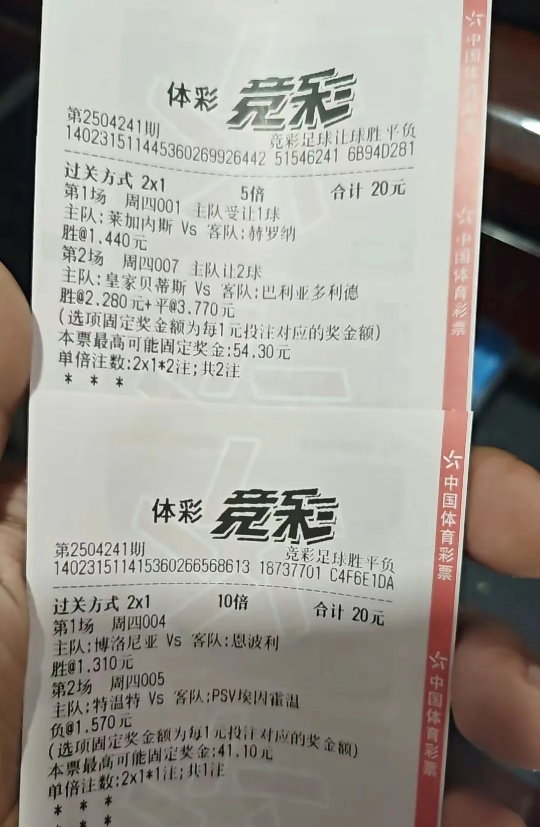 体彩 竞彩
第2504241期
竞彩足球让球胜平负
140231511445360269926442 51546241 6B94D281
过关方式 2x1 5倍 合计 20元
第1场 周四001 主队受让1球
主队:莱加内斯 Vs 客队:赫罗纳
胜@1.440元
第2场 周四007 主队让2球
主队:皇家贝蒂斯 Vs 客队:巴利亚多利德
胜@2.280元+平@3.770元
(选项固定奖金额为每1元投注对应的奖金额)
本票最高可能固定奖金:54.30元
单倍注数:2x1*2注;共2注
* * *
体彩 竞彩
第2504241期
竞彩足球胜平负
140231511415360266568613 18737701 C4F6E1DA
过关方式 2x1 10倍 合计 20元
第1场 周四004
主队:博洛尼亚 Vs 客队:恩波利
胜@1.310元
第2场 周四005
主队:特温特 Vs 客队:PSV埃因霍温
负@1.570元
(选项固定奖金额为每1元投注对应的奖金额)
本票最高可能固定奖金:41.10元
单倍注数:2x1*1注;共1注
* * *
* *
中国体育彩票
中国体育彩票
中国体育彩票
中国体育彩票